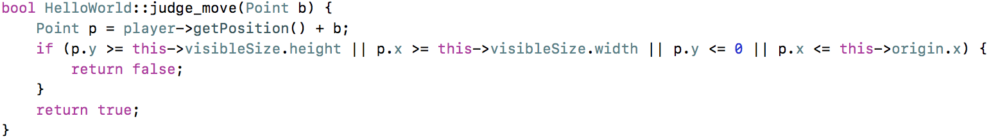 bool HelloWorld::judge_move(Point b) {
    Point p = player->getPosition() + b;
    if (p.y >= this->visibleSize.height || p.x >= this->visibleSize.width || p.y <= 0 || p.x <= this->origin.x) {
        return false;
    }
    return true;
}